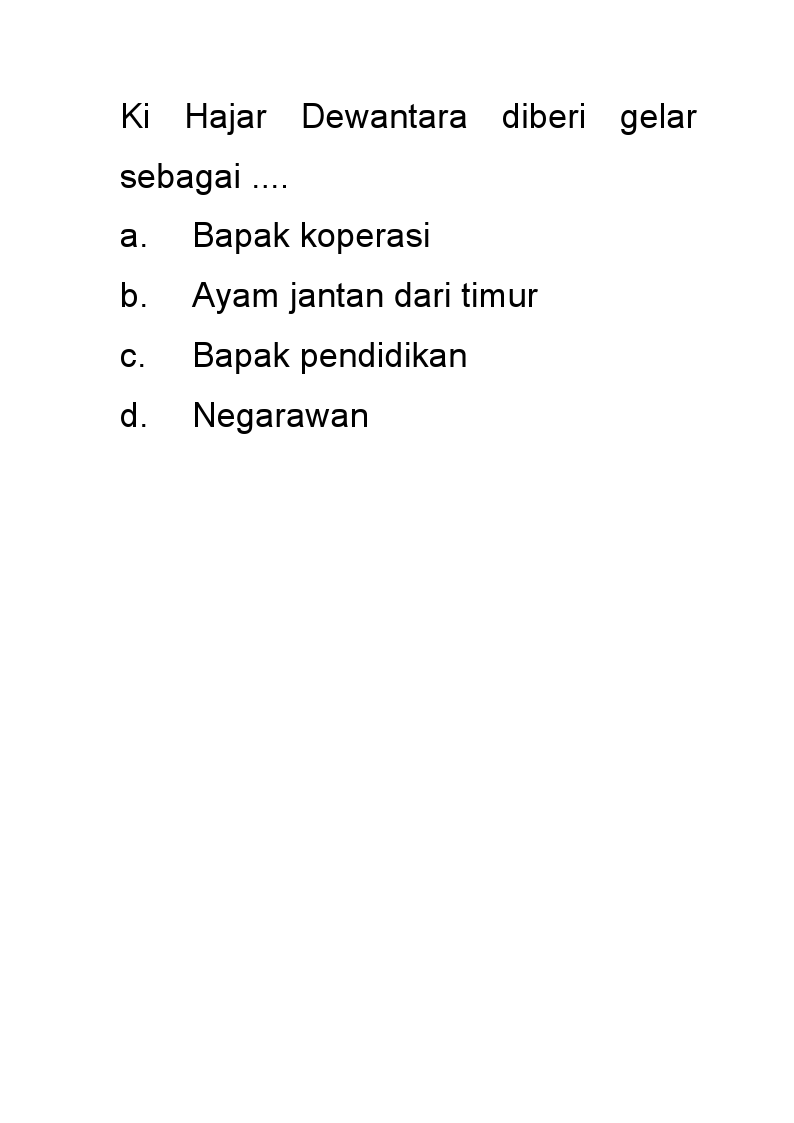 Ki Hajar Dewantara diberi gelar
sebagai ....
a. Bapak koperasi
b. Ayam jantan dari timur
c. Bapak pendidikan
d. Negarawan